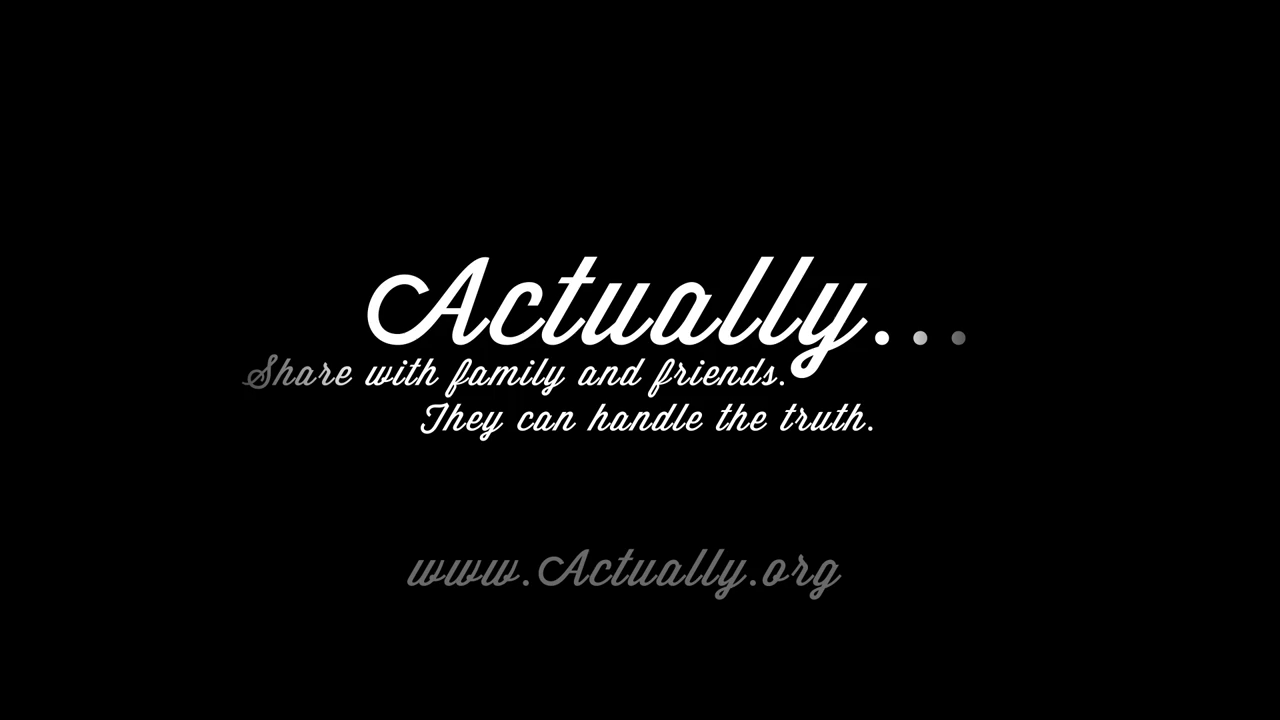 Actually...
Share with family and friends.
They can handle the truth.
www.Actually.org